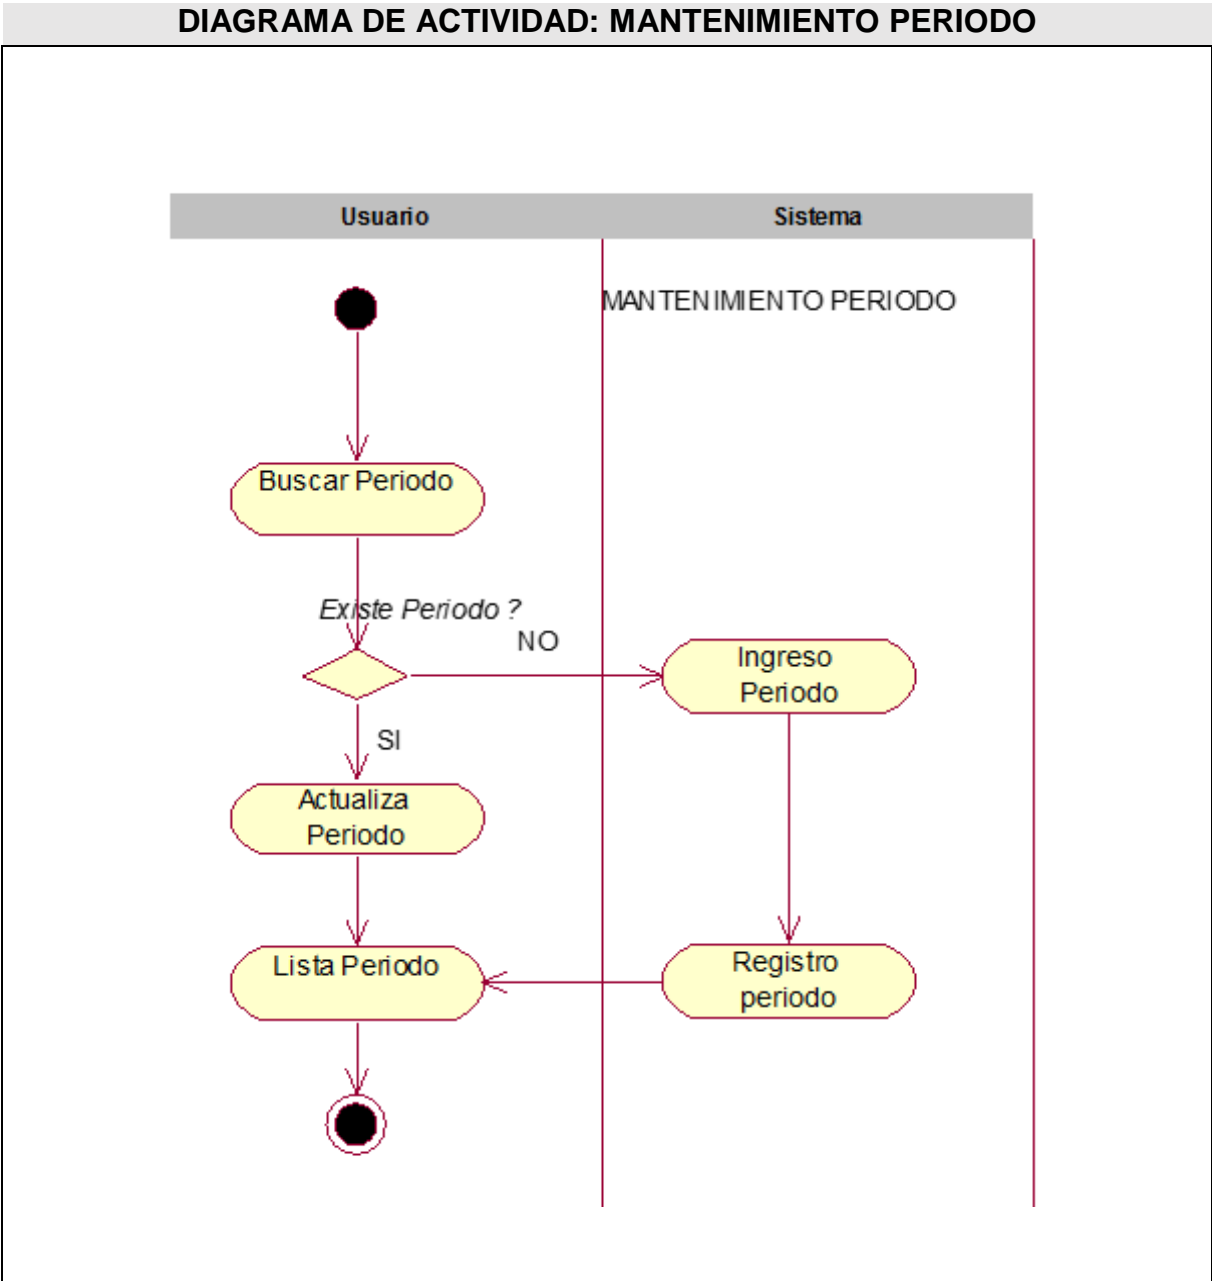 DIAGRAMA DE ACTIVIDAD: MANTENIMIENTO PERIODO
Usuario
Sistema
MANTENIMIENTO PERIODO
Buscar Periodo
Existe Periodo ?
NO
Ingreso
Periodo
SI
Actualiza
Periodo
Lista Periodo
Registro
periodo